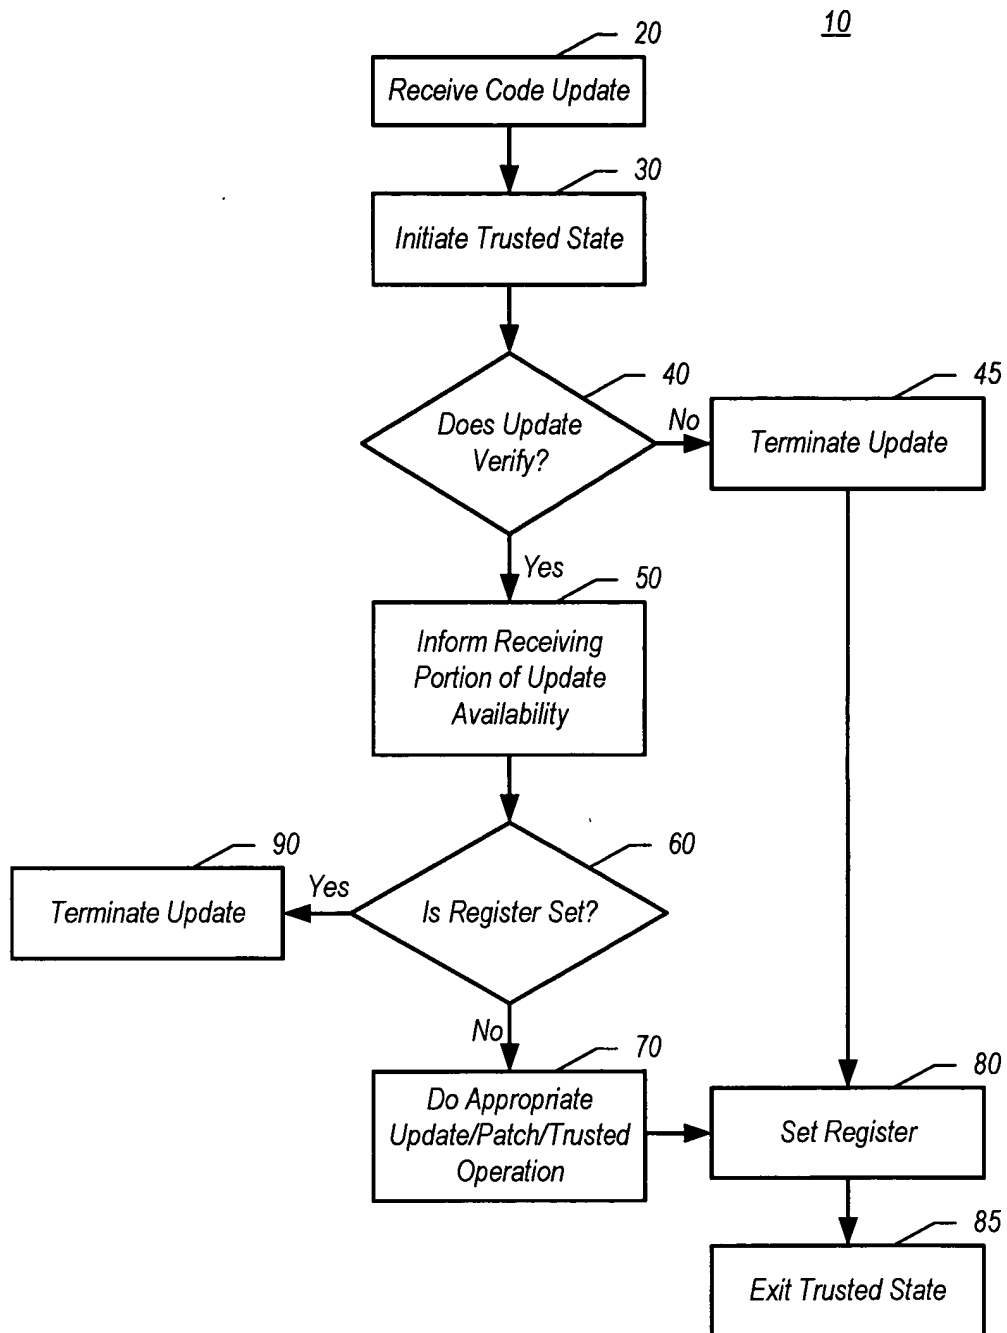 10
20
Receive Code Update
30
Initiate Trusted State
40
Does Update
Verify?
No
45
Terminate Update
Yes
50
Inform Receiving
Portion of Update
Availability
60
Is Register Set?
Yes
90
Terminate Update
No
70
Do Appropriate
Update/Patch/Trusted
Operation
80
Set Register
85
Exit Trusted State